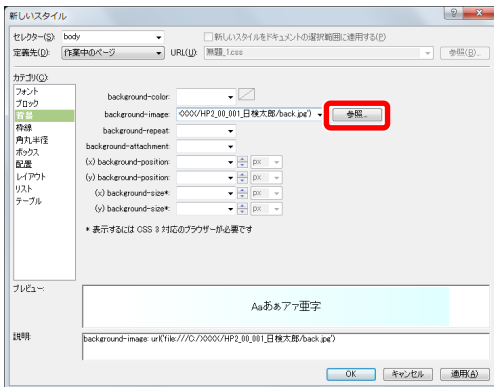 新しいスタイル
セレクター(S): body 新しいスタイルをドキュメントの選択範囲に適用する(P)
定義先(D): 作業中のページ URL(U): 無題_1.css 参照(B)...
カテゴリ(C):
フォント
ブロック
背景
枠線
角丸半径
ボックス
配置
レイアウト
リスト
テーブル
background-color:
background-image: XXXX/HP2_00_001_日検太郎/back.jpg') 参照...
background-repeat:
background-attachment:
(x) background-position: px
(y) background-position: px
(x) background-size*: px
(y) background-size*: px
* 表示するには CSS 3 対応のブラウザーが必要です
プレビュー:
Aaあぁアァ亜宇
説明:
background-image: url('file:///C:/XXXX/HP2_00_001_日検太郎/back.jpg')
OK キャンセル 適用(A)